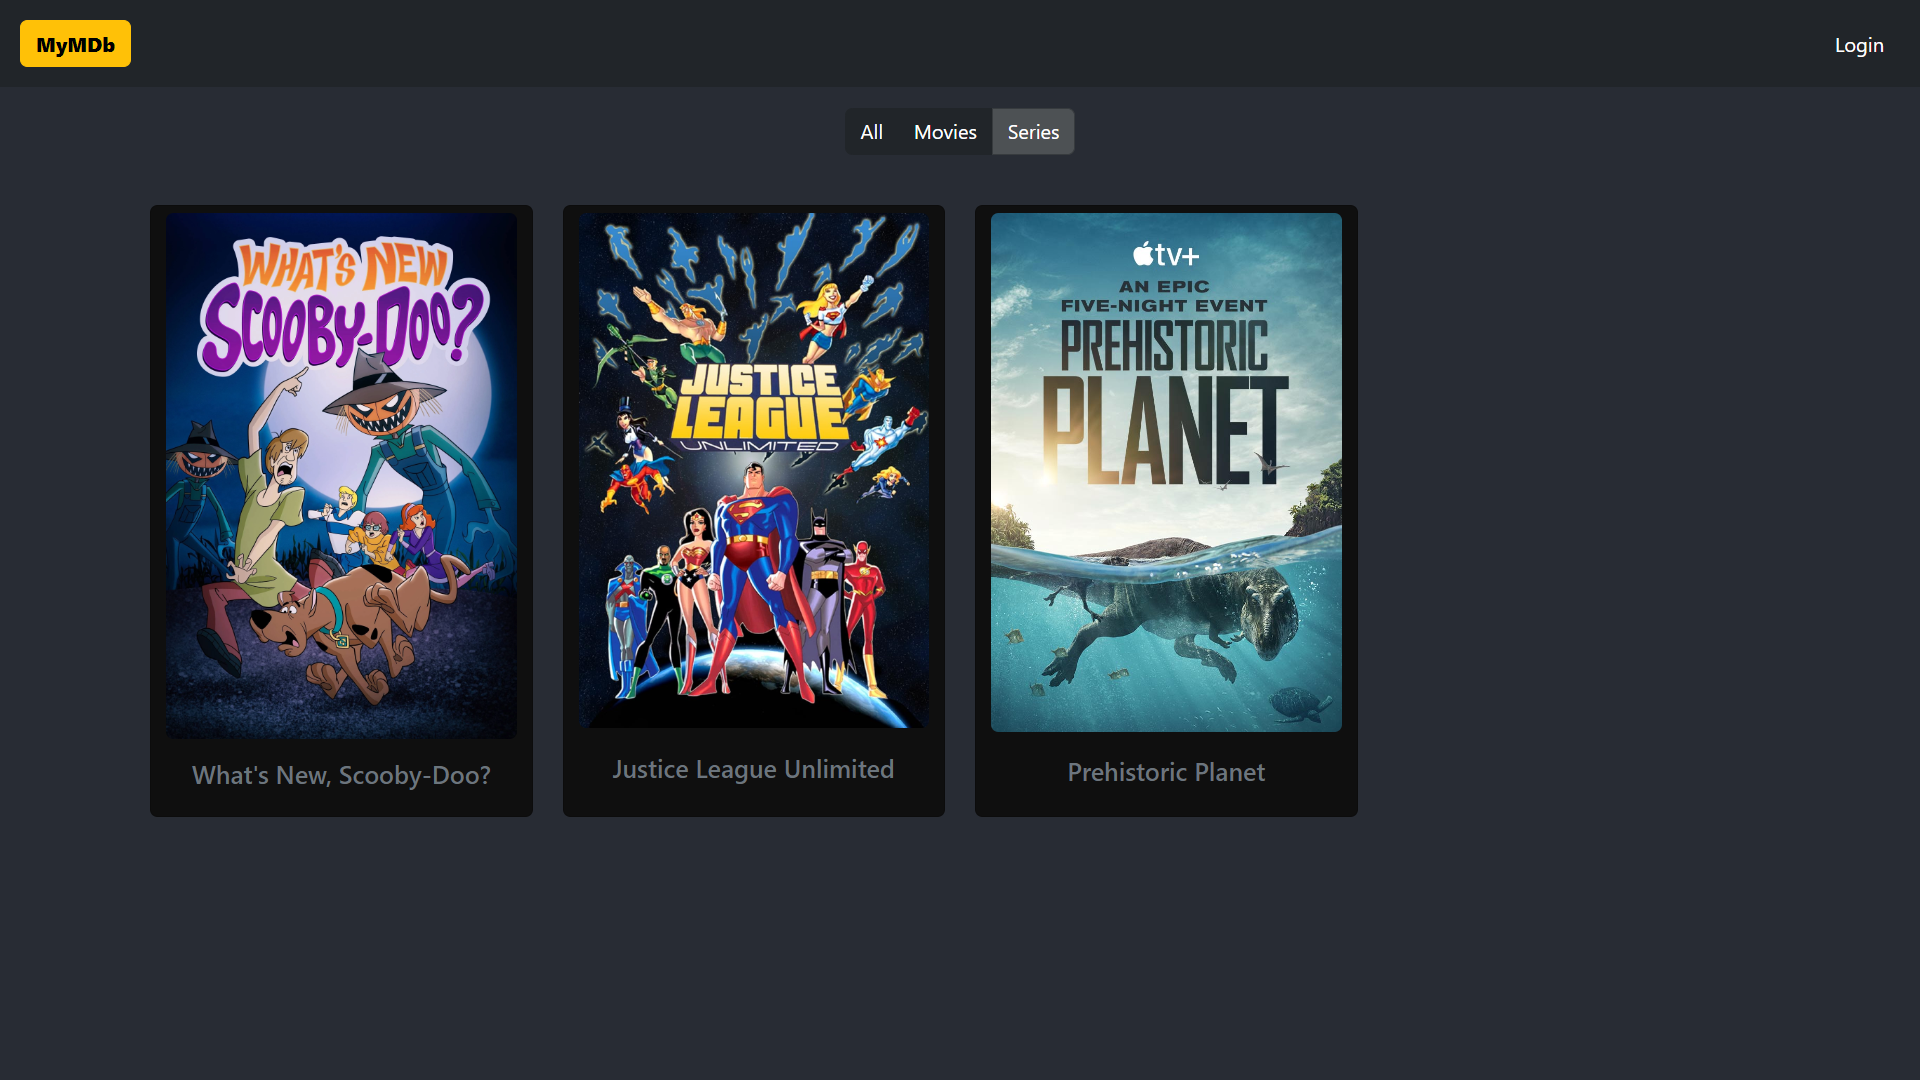 MyMDb
Login
All Movies Series
WHAT'S NEW
SCOOBY-DOO?
JUSTICE
LEAGUE
UNLIMITED
tv+
AN EPIC
FIVE-NIGHT EVENT
PREHISTORIC
PLANET
What's New, Scooby-Doo?
Justice League Unlimited
Prehistoric Planet